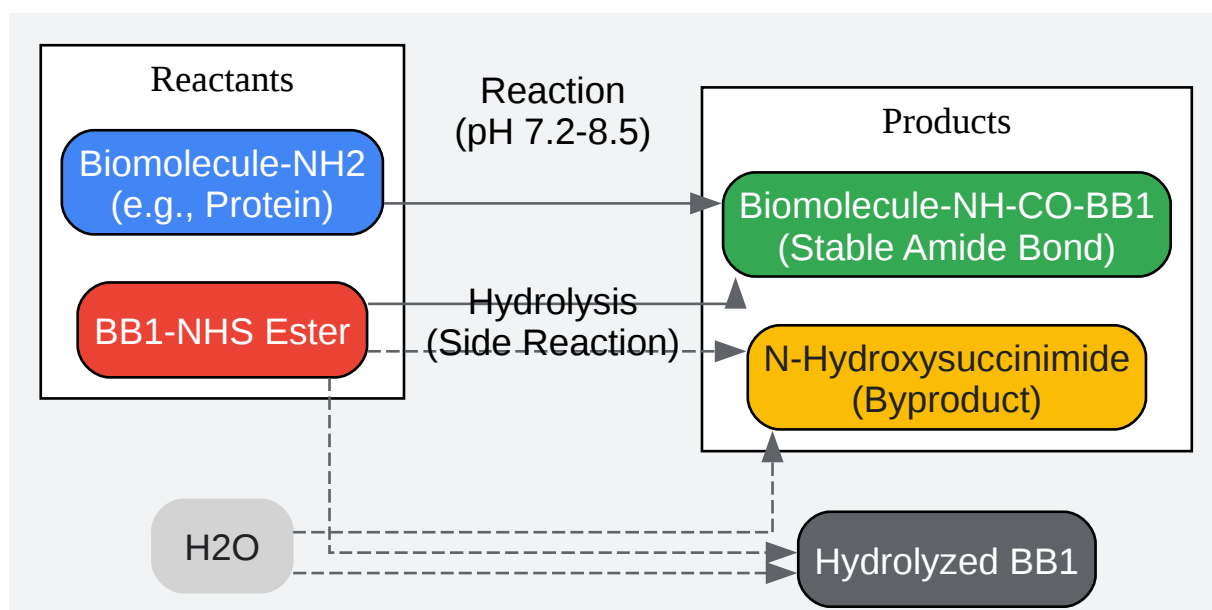 Reactants
Biomolecule-NH2
(e.g., Protein)
BB1-NHS Ester
Reaction
(pH 7.2-8.5)
Hydrolysis
(Side Reaction)
Products
Biomolecule-NH-CO-BB1
(Stable Amide Bond)
N-Hydroxysuccinimide
(Byproduct)
H2O
Hydrolyzed BB1